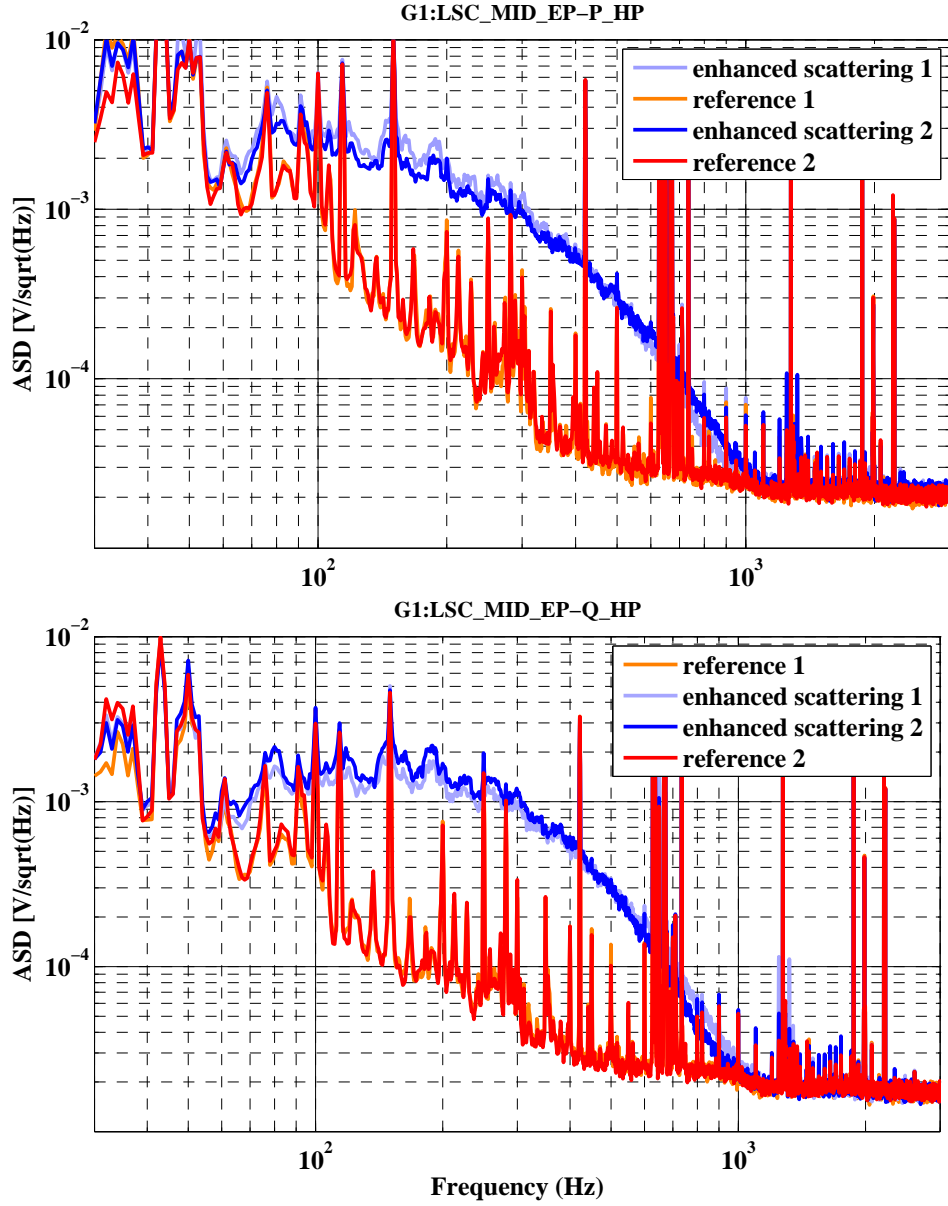 G1:LSC_MID_EP−P_HP
10^-2
10^-3
10^-4
ASD [V/sqrt(Hz)]
enhanced scattering 1
reference 1
enhanced scattering 2
reference 2
10^2
10^3
G1:LSC_MID_EP−Q_HP
10^-2
10^-3
10^-4
ASD [V/sqrt(Hz)]
reference 1
enhanced scattering 1
enhanced scattering 2
reference 2
10^2
10^3
Frequency (Hz)